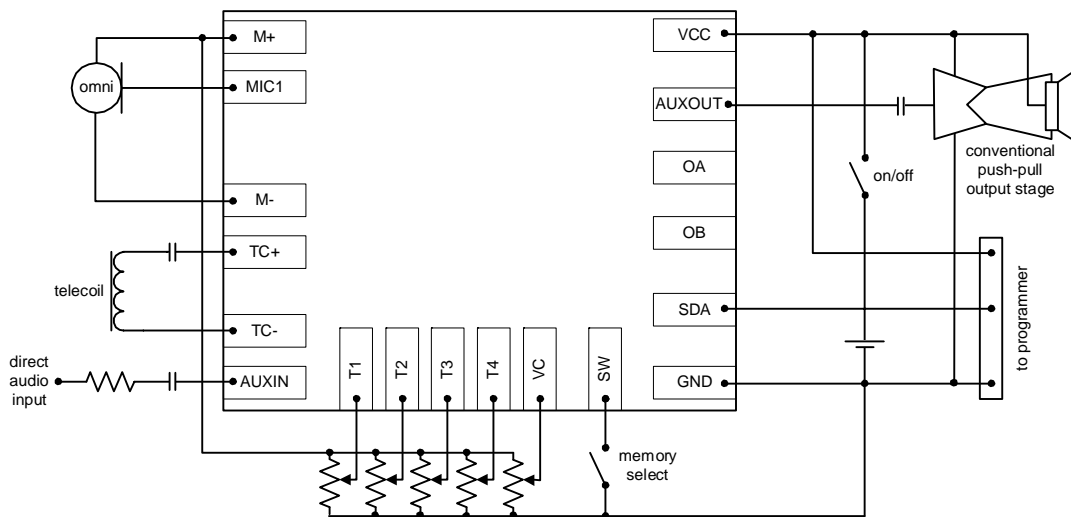 M+
omni
MIC1
M-
TC+
telecoil
TC-
direct
audio
input
AUXIN
T1
T2
T3
T4
VC
SW
memory
select
VCC
AUXOUT
OA
OB
SDA
GND
on/off
conventional
push-pull
output stage
to programmer